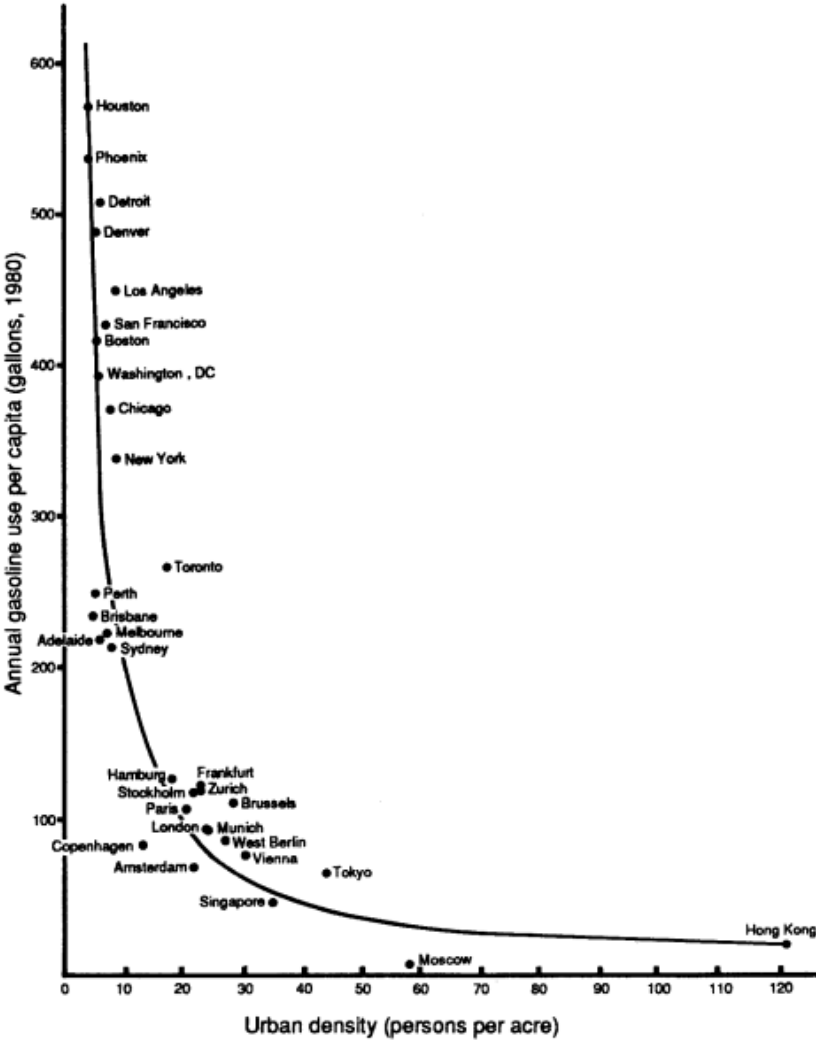 600
Houston
Phoenix
Detroit
500
Denver
Los Angeles
San Francisco
Boston
400
Washington , DC
Chicago
New York
300
Toronto
Perth
Brisbane
Melbourne
Adelaide
Sydney
200
Frankfurt
Hamburg
Zurich
Stockholm
Brussels
Paris
100
London
Munich
West Berlin
Copenhagen
Vienna
Amsterdam
Tokyo
Singapore
Hong Kong
Moscow
0 10 20 30 40 50 60 70 80 90 100 110 120
Urban density (persons per acre)
Annual gasoline use per capita (gallons, 1980)